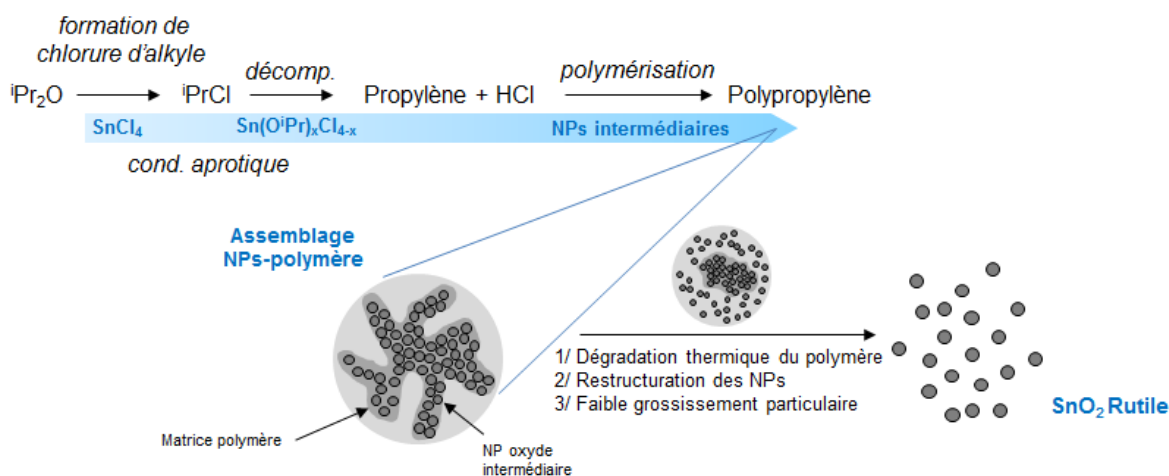 formation de
chlorure d'alkyle
décomp.
polymérisation
ⁱPr₂O
ⁱPrCl
Propylène + HCl
Polypropylène
SnCl₄
Sn(OⁱPr)ₓCl₄₋ₓ
NPs intermédiaires
cond. aprotique
Assemblage
NPs-polymère
1/ Dégradation thermique du polymère
2/ Restructuration des NPs
3/ Faible grossissement particulaire
SnO₂ Rutile
Matrice polymère
NP oxyde
intermédiaire